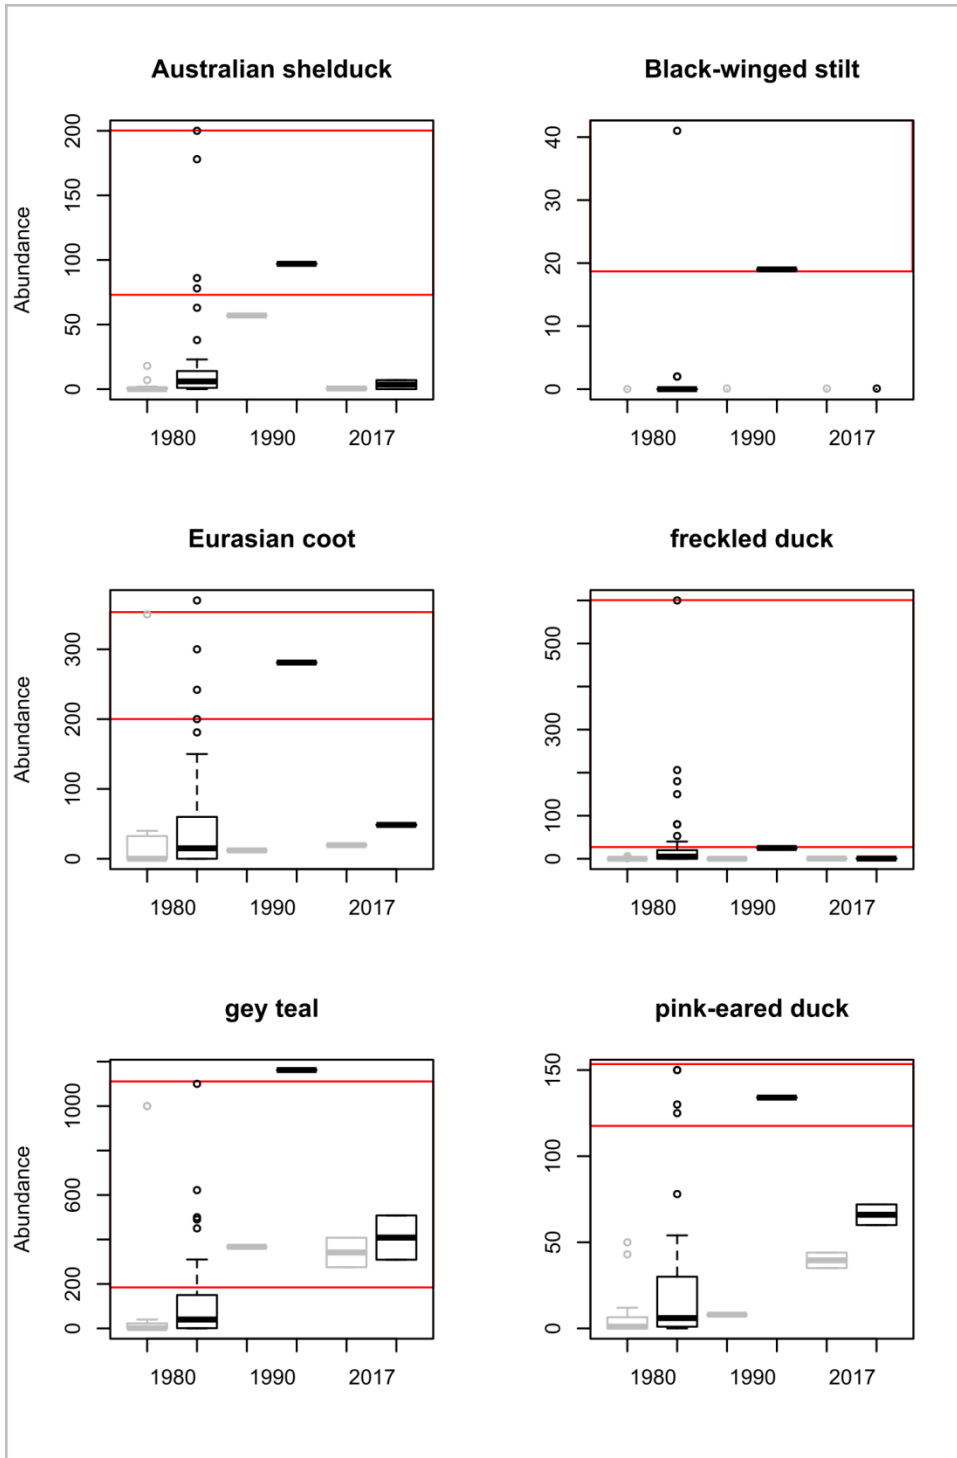 Australian shelduck
Black-winged stilt
Abundance
200
150
100
50
0
1980 1990 2017
40
30
20
10
0
1980 1990 2017
Eurasian coot
freckled duck
Abundance
300
200
100
0
1980 1990 2017
500
300
100
0
1980 1990 2017
gey teal
pink-eared duck
Abundance
1000
600
200
0
1980 1990 2017
150
100
50
0
1980 1990 2017